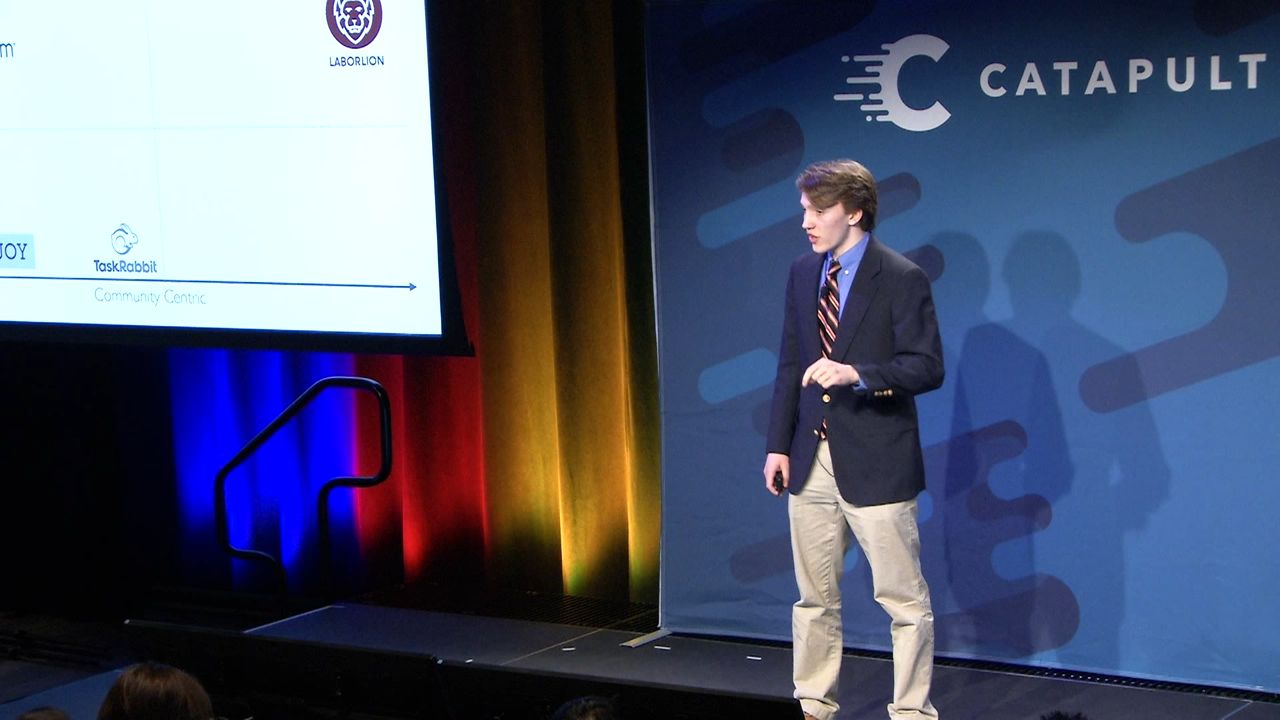 LABORLION
CATAPULT
JOY
TaskRabbit
Community Centric